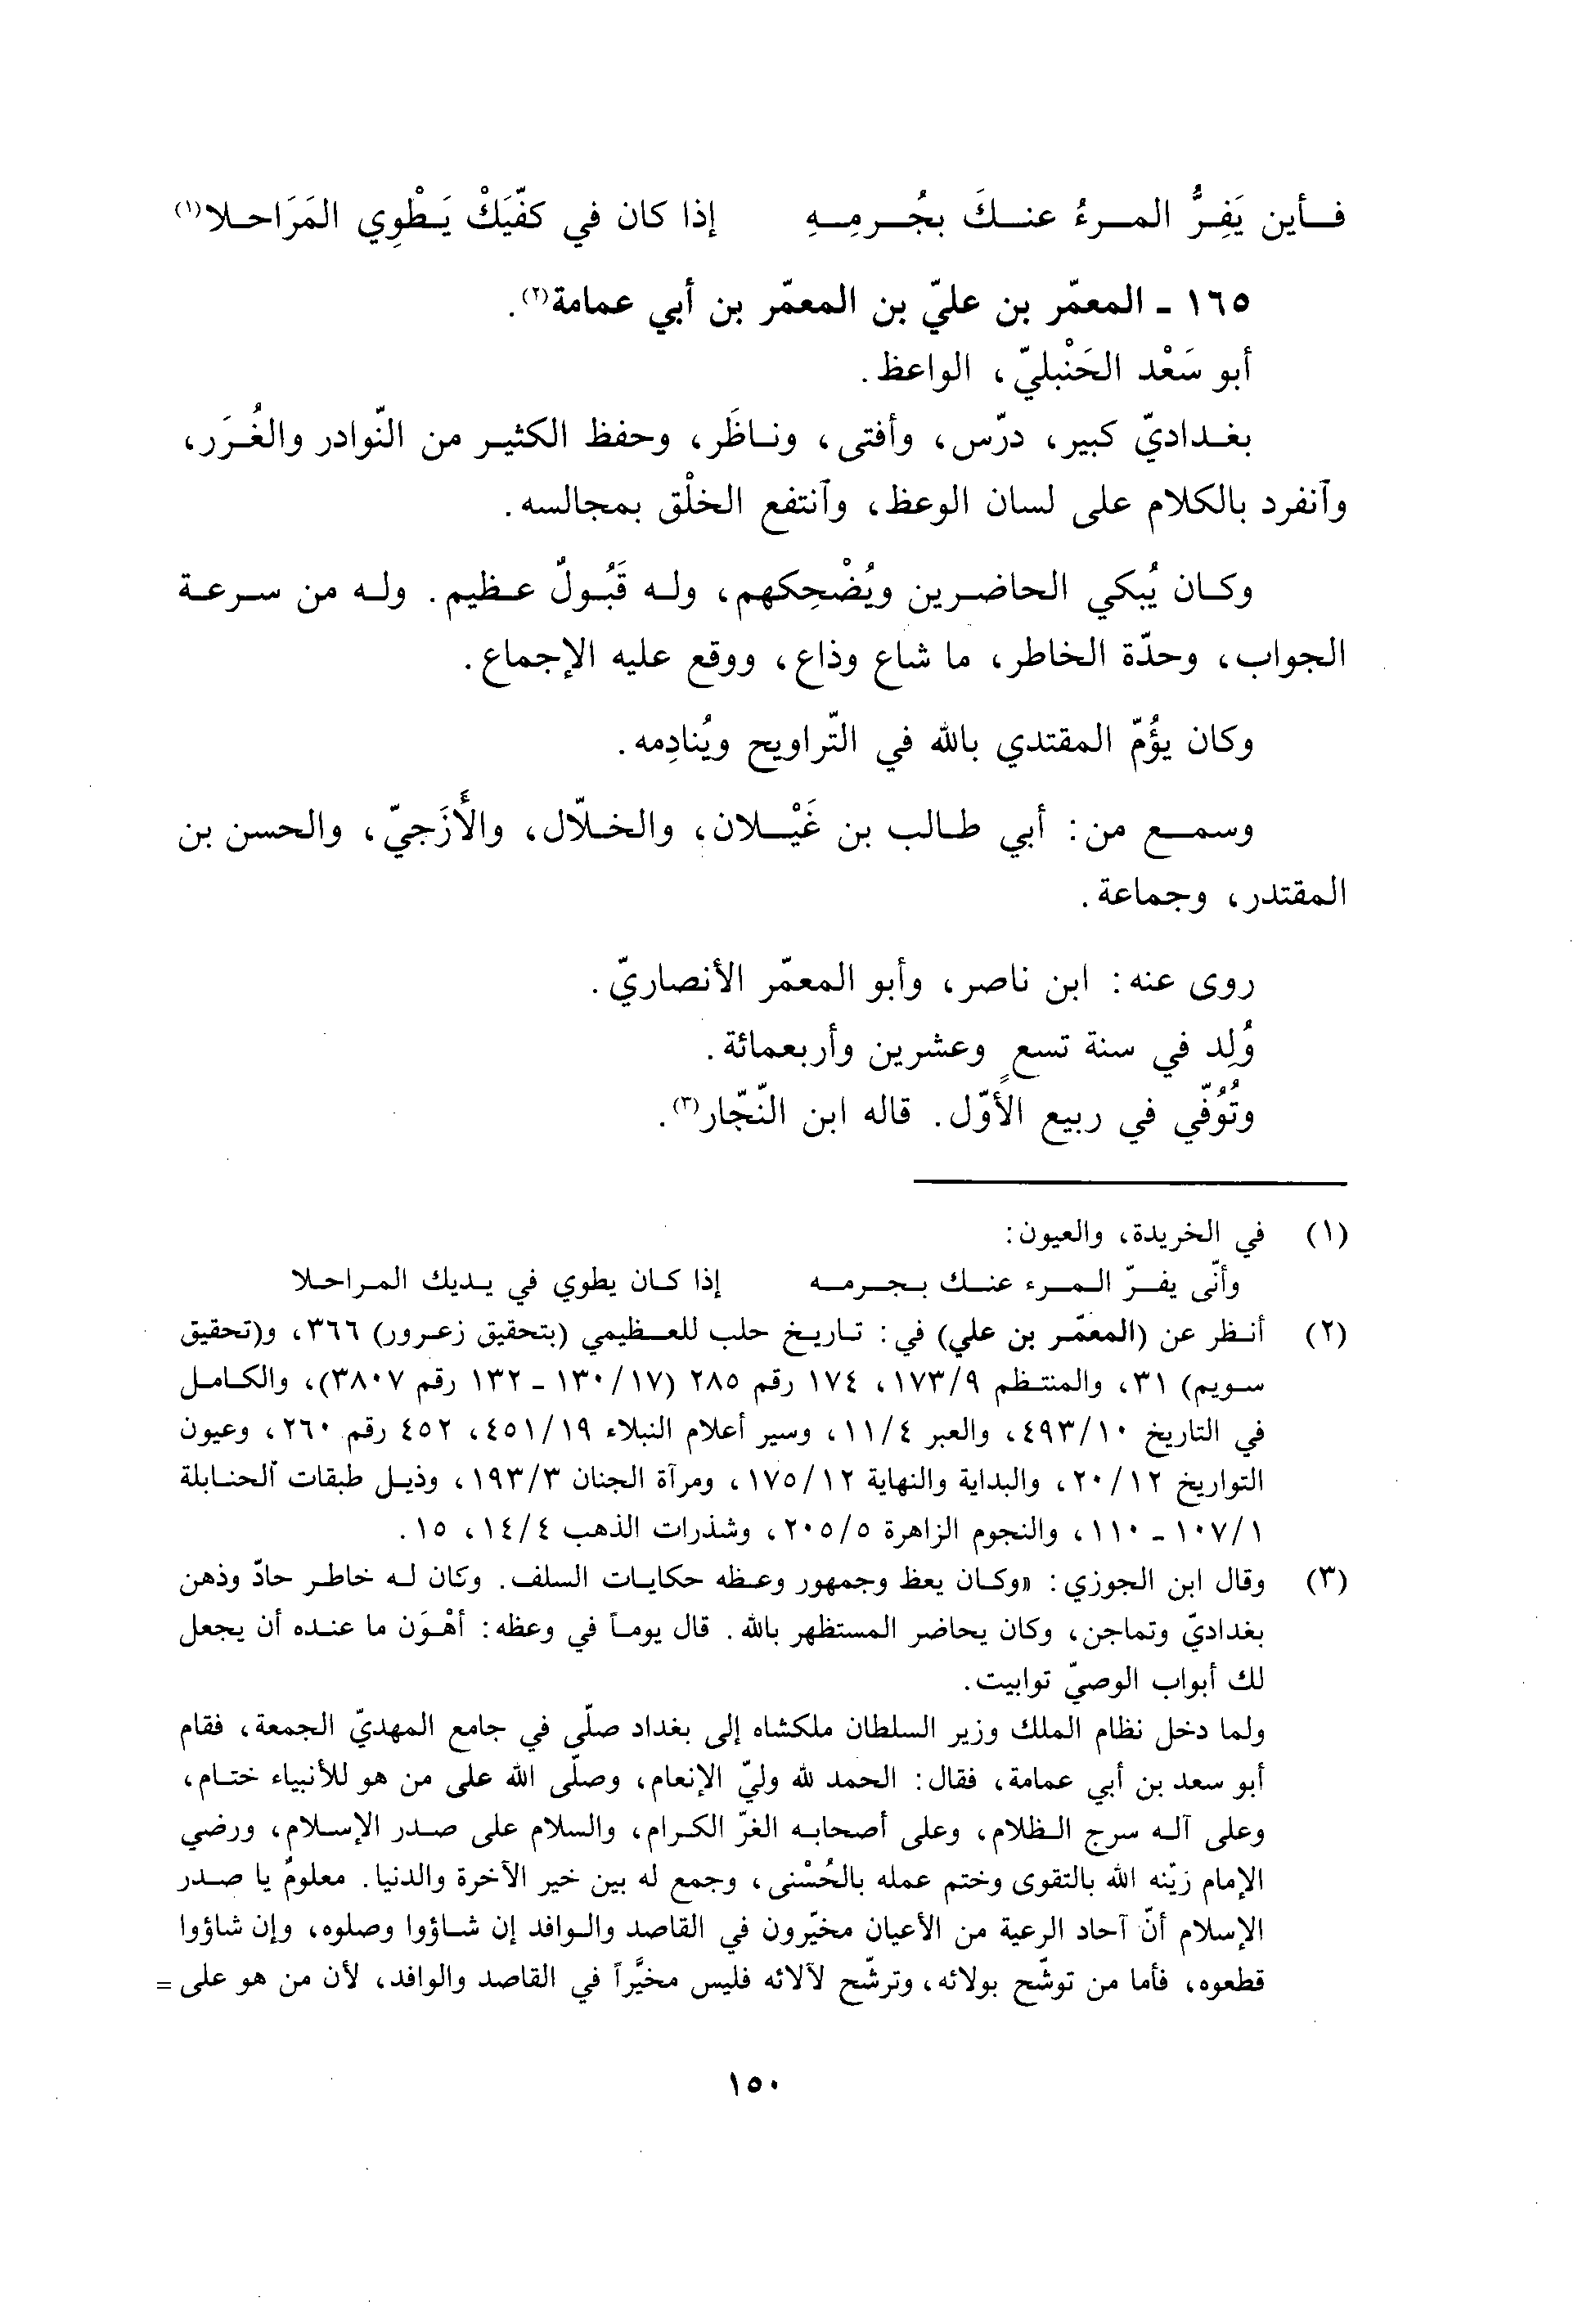 فأين يَفِرُّ المرءُ عنكَ بجُرمِهِ إذا كان في كفّيَكْ يَطْوِي المَرَاحلا(١)
١٦٥ - المعمّر بن عليّ بن المعمّر بن أبي عمامة(٢).
أبو سَعْد الحَنْبليّ، الواعظ.
بغداديّ كبير، درّس، وأفتى، وناظَر، وحفظ الكثير من النّوادر والغُرَر،
وآنفرد بالكلام على لسان الوعظ، وآنتفع الخلْق بمجالسه.
وكان يُبكي الحاضرين ويُضْحِكهم، وله قَبُولٌ عظيم. وله من سرعة
الجواب، وحدّة الخاطر، ما شاع وذاع، ووقع عليه الإجماع.
وكان يؤُمّ المقتدي بالله في التّراويح ويُنادِمه.
وسمع من: أبي طالب بن غَيْلان، والخلّال، والأَزَجيّ، والحسن بن
المقتدر، وجماعة.
روى عنه: ابن ناصر، وأبو المعمّر الأنصاريّ.
وُلِد في سنة تسعٍ وعشرين وأربعمائة.
وتُوُفّي في ربيع الأوّل. قاله ابن النّجّار(٣).
(١) في الخريدة، والعيون:
وأنّى يفرّ المرء عنك بجرمه إذا كان يطوي في يديك المراحلا
(٢) أنظر عن (المعمّر بن علي) في: تاريخ حلب للعظيمي (بتحقيق زعرور) ٣٦٦، و(تحقيق
سويم) ٣١، والمنتظم ١٧٣/٩، ١٧٤ رقم ٢٨٥ (١٣٠/١٧ - ١٣٢ رقم ٣٨٠٧)، والكامل
في التاريخ ٤٩٣/١٠، والعبر ١١/٤، وسير أعلام النبلاء ٤٥١/١٩، ٤٥٢ رقم ٢٦٠، وعيون
التواريخ ٢٠/١٢، والبداية والنهاية ١٧٥/١٢، ومرآة الجنان ١٩٣/٣، وذيل طبقات الحنابلة
١٠٧/١ - ١١٠، والنجوم الزاهرة ٢٠٥/٥، وشذرات الذهب ١٤/٤، ١٥.
(٣) وقال ابن الجوزي: «وكان يعظ وجمهور وعظه حكايات السلف. وكان له خاطر حادّ وذهن
بغداديّ وتماجن، وكان يحاضر المستظهر بالله. قال يوماً في وعظه: أهْوَن ما عنده أن يجعل
لك أبواب الوصيّ توابيت.
ولما دخل نظام الملك وزير السلطان ملكشاه إلى بغداد صلّى في جامع المهديّ الجمعة، فقام
أبو سعد بن أبي عمامة، فقال: الحمد لله وليّ الإنعام، وصلّى الله على من هو للأنبياء ختام،
وعلى آله سرج الظلام، وعلى أصحابه الغرّ الكرام، والسلام على صدر الإسلام، ورضي
الإمام زيّنه الله بالتقوى وختم عمله بالحُسْنى، وجمع له بين خير الآخرة والدنيا. معلومٌ يا صدر
الإسلام أنّ آحاد الرعية من الأعيان مخيّرون في القاصد والوافد إن شاؤوا وصلوه، وإن شاؤوا
قطعوه، فأما من توشّح بولائه، وترشّح لآلائه فليس مخيَّراً في القاصد والوافد، لأن من هو على =
١٥٠